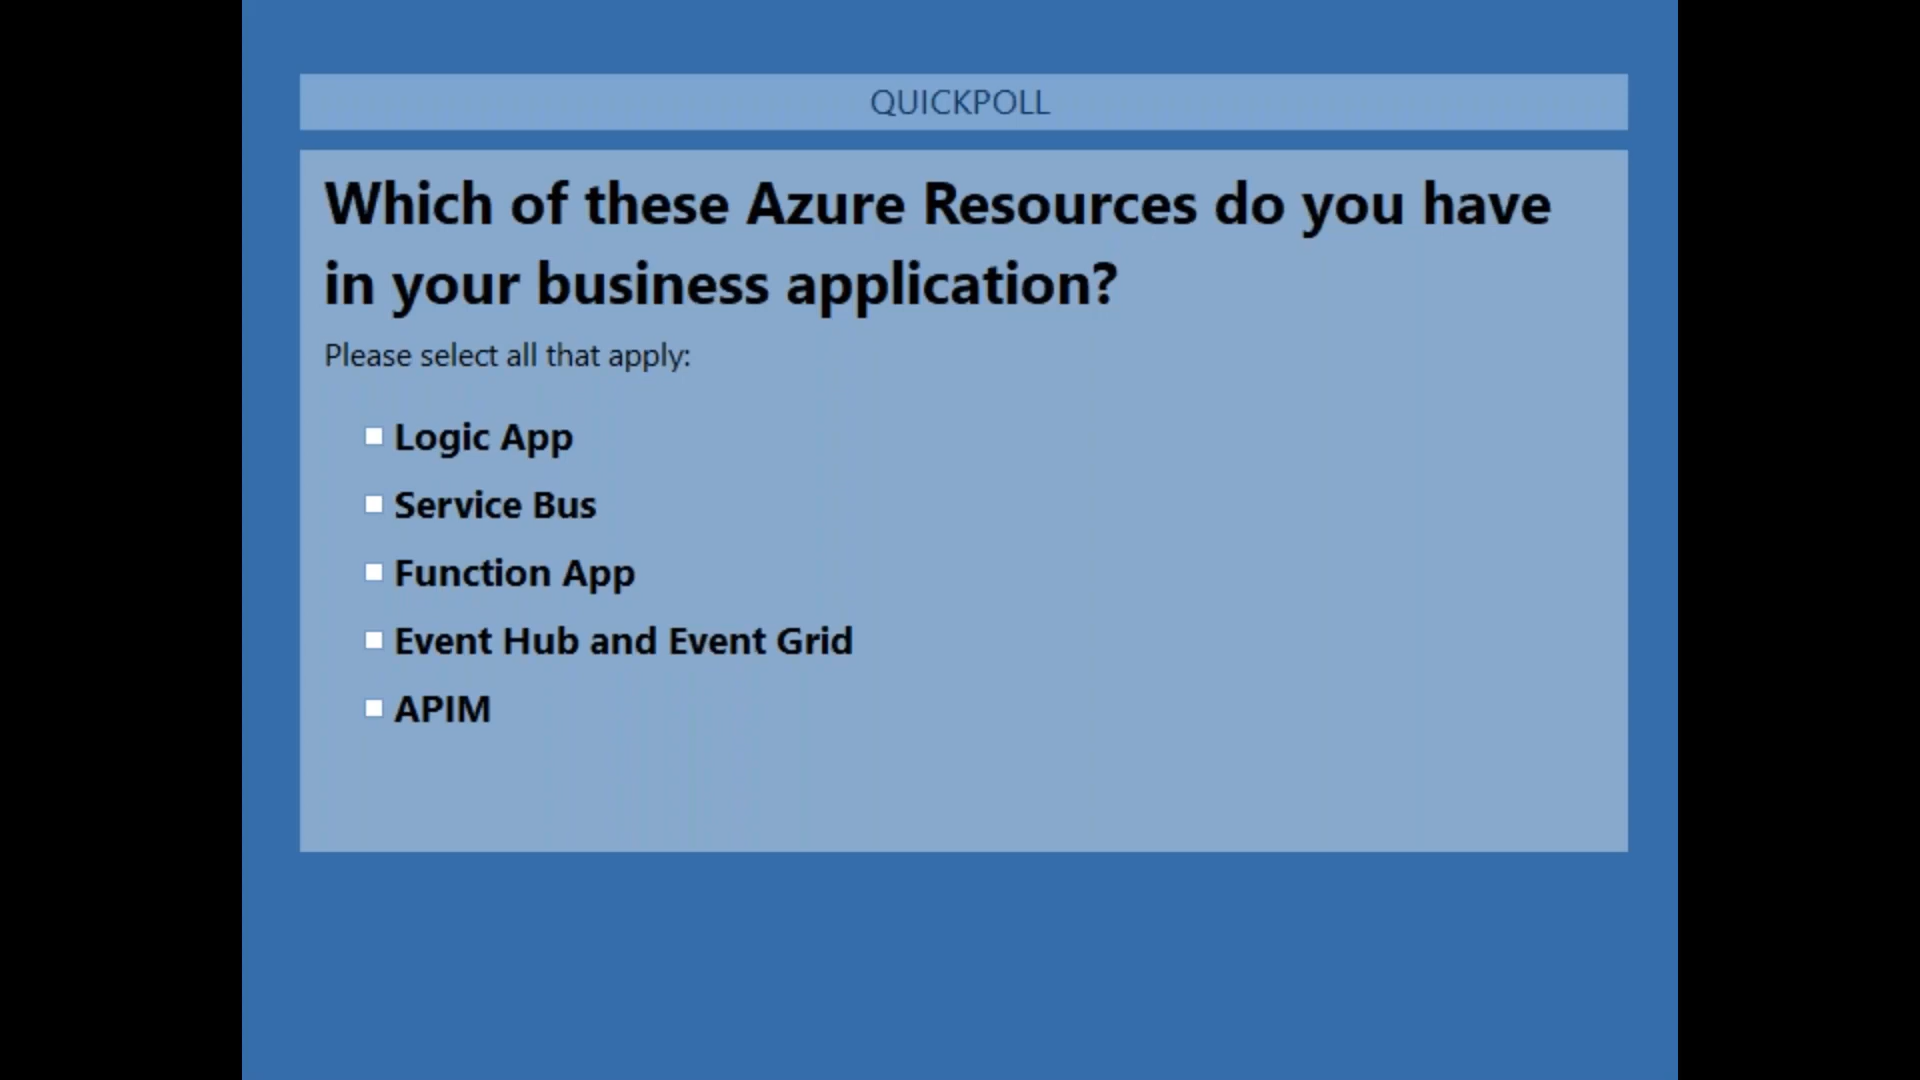 QUICKPOLL
Which of these Azure Resources do you have
in your business application?
Please select all that apply:
Logic App
Service Bus
Function App
Event Hub and Event Grid
APIM